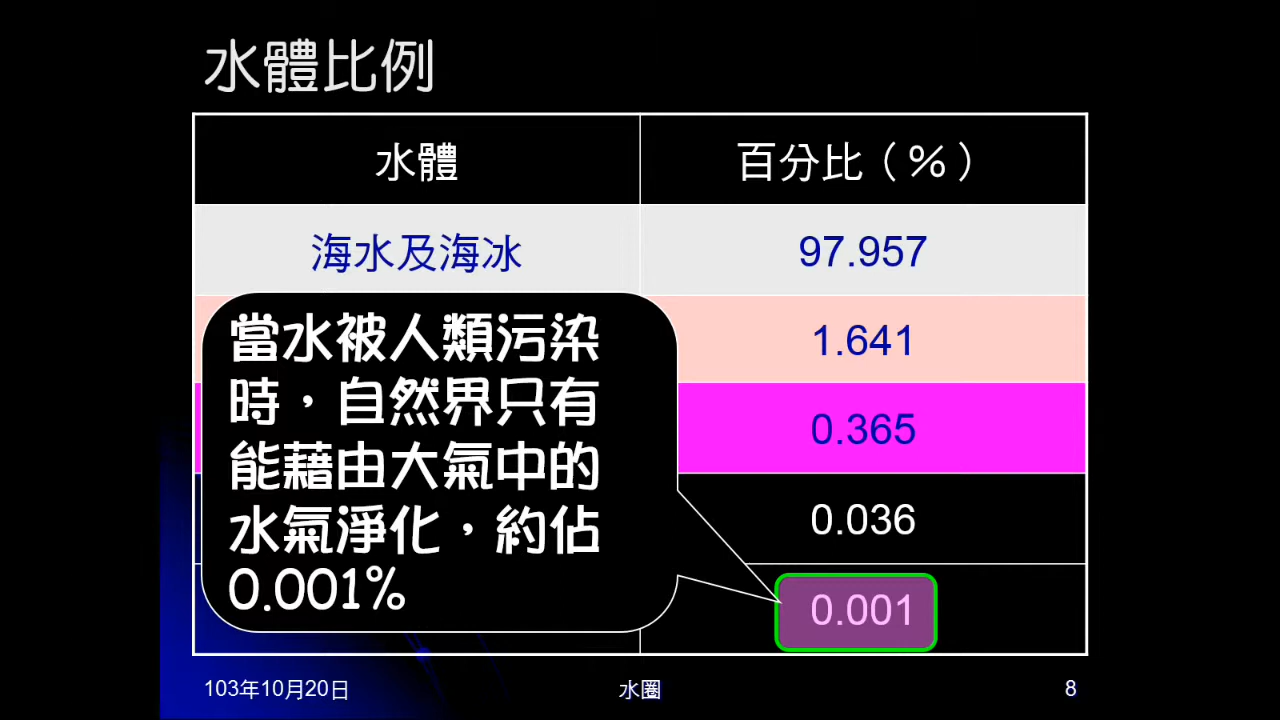 水體比例
水體
百分比（％）
海水及海冰
97.957
1.641
0.365
0.036
0.001
當水被人類污染
時，自然界只有
能藉由大氣中的
水氣淨化，約佔
0.001%
103年10月20日
水圈
8